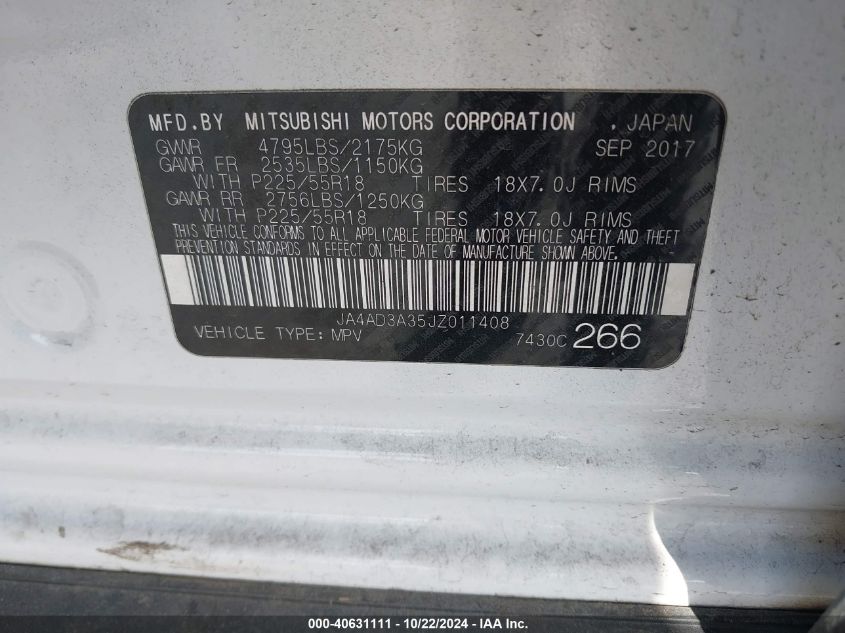 MFD.BY MITSUBISHI MOTORS CORPORATION , JAPAN
GVWR 4795LBS/2175KG SEP 2017
GAWR FR 2535LBS/1150KG
WITH P225/55R18 TIRES 18X7.0J RIMS
GAWR RR 2756LBS/1250KG
WITH P225/55R18 TIRES 18X7.0J RIMS
THIS VEHICLE CONFORMS TO ALL APPLICABLE FEDERAL MOTOR VEHICLE SAFETY AND THEFT
PREVENTION STANDARDS IN EFFECT ON THE DATE OF MANUFACTURE SHOWN ABOVE.
JA4AD3A35JZ011408
VEHICLE TYPE: MPV 7430C 266
000-40631111 - 10/22/2024 - IAA, Inc. Copyright